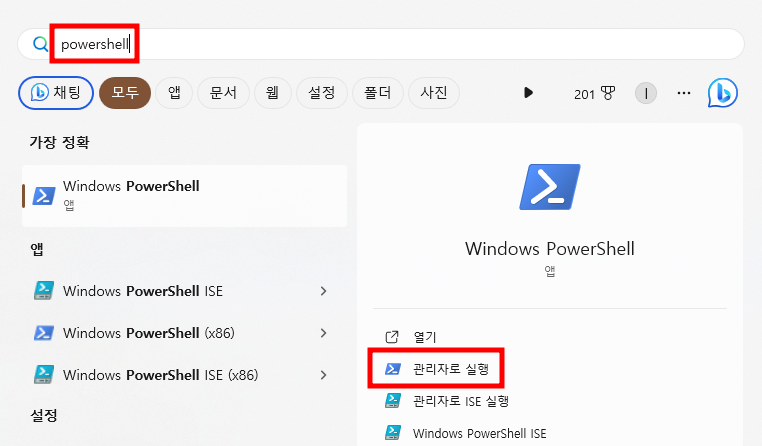 powershell
채팅 모두 앱 문서 웹 설정 폴더 사진 201 I ...
가장 정확
Windows PowerShell
앱
앱
Windows PowerShell ISE
Windows PowerShell (x86)
Windows PowerShell ISE (x86)
설정
Windows PowerShell
앱
열기
관리자로 실행
관리자로 ISE 실행
Windows PowerShell ISE